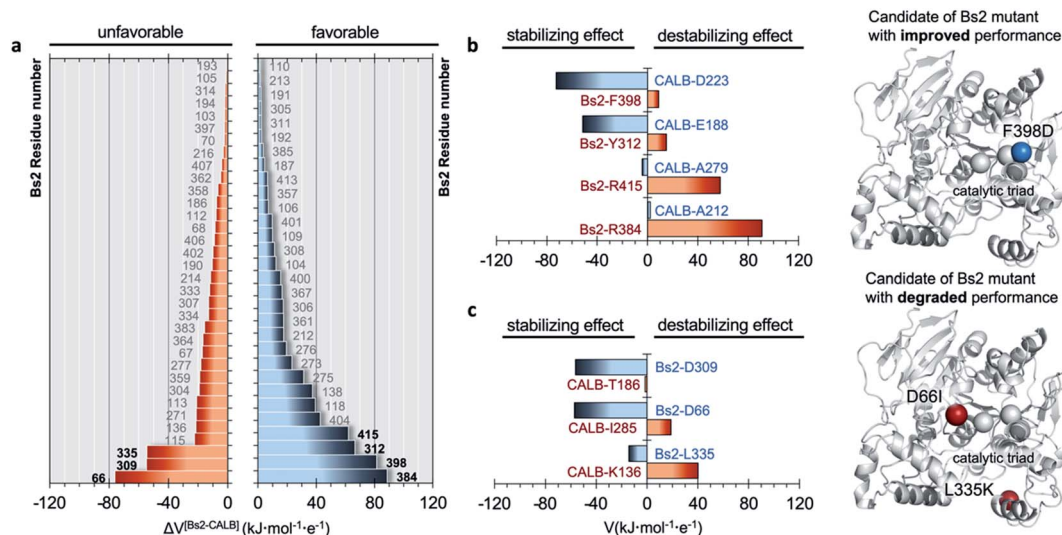 a
unfavorable
favorable
Bs2 Residue number
193
105
314
194
103
397
70
216
407
362
358
186
112
68
406
402
190
214
333
307
334
383
364
67
277
359
304
113
271
136
115
335
309
66
110
213
191
305
311
192
385
187
413
357
106
401
109
308
104
400
367
306
361
212
276
273
275
138
118
404
415
312
398
384
Bs2 Residue number
-120
-80
-40
0
0
40
80
120
ΔV[Bs2-CALB] (kJ·mol-1·e-1)
b
stabilizing effect
destabilizing effect
CALB-D223
Bs2-F398
CALB-E188
Bs2-Y312
CALB-A279
Bs2-R415
CALB-A212
Bs2-R384
-120
-80
-40
0
40
80
120
c
stabilizing effect
destabilizing effect
Bs2-D309
CALB-T186
Bs2-D66
CALB-I285
Bs2-L335
CALB-K136
-120
-80
-40
0
40
80
120
V(kJ·mol-1·e-1)
Candidate of Bs2 mutant
with improved performance
F398D
catalytic triad
Candidate of Bs2 mutant
with degraded performance
D66I
catalytic triad
L335K